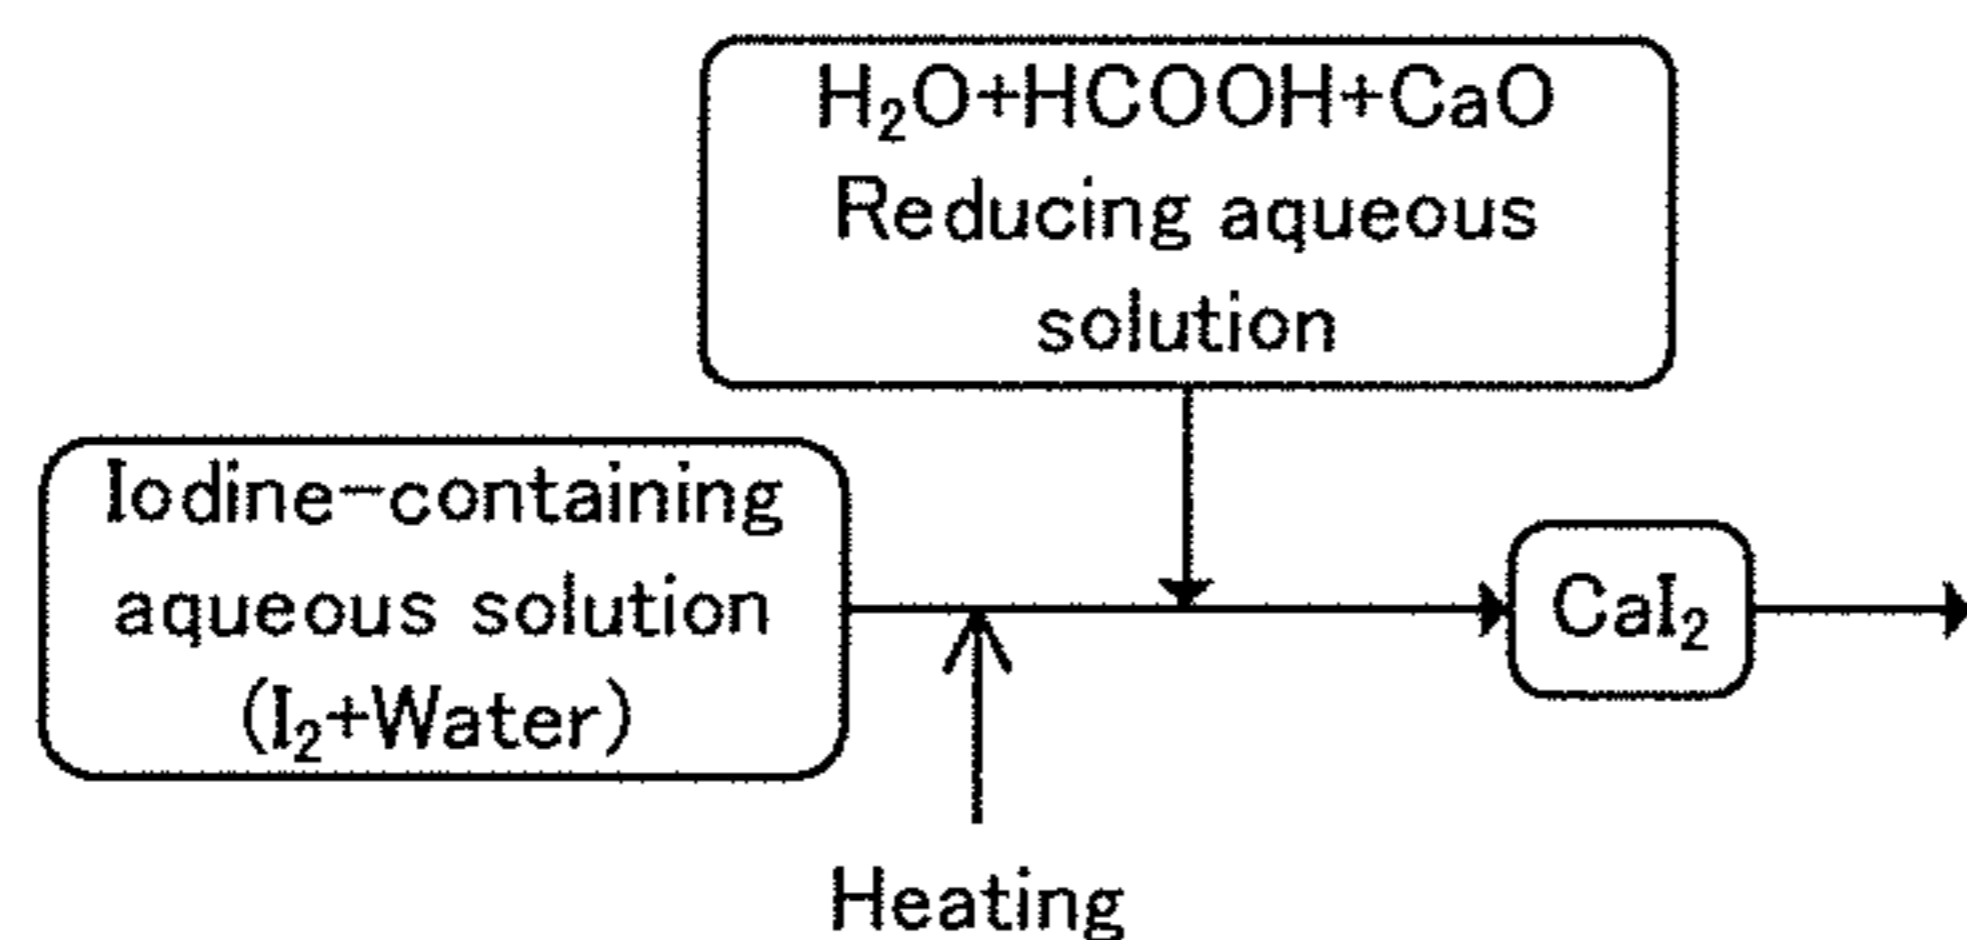 H₂O+HCOOH+CaO
Reducing aqueous
solution
Iodine-containing
aqueous solution
(I₂+Water)
CaI₂
Heating